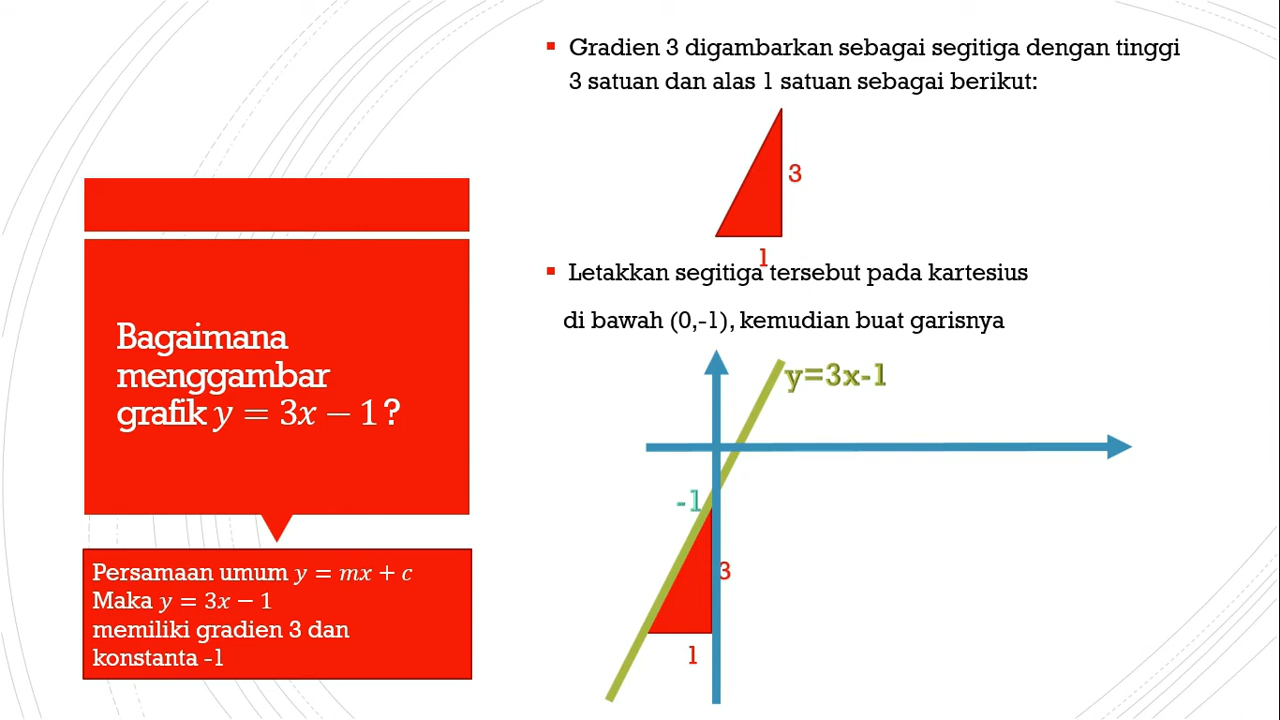 Bagaimana
menggambar
grafik y = 3x − 1 ?
Persamaan umum y = mx + c
Maka y = 3x − 1
memiliki gradien 3 dan
konstanta -1
▪ Gradien 3 digambarkan sebagai segitiga dengan tinggi
3 satuan dan alas 1 satuan sebagai berikut:
3
1
▪ Letakkan segitiga tersebut pada kartesius
di bawah (0,-1), kemudian buat garisnya
y=3x-1
-1
3
1